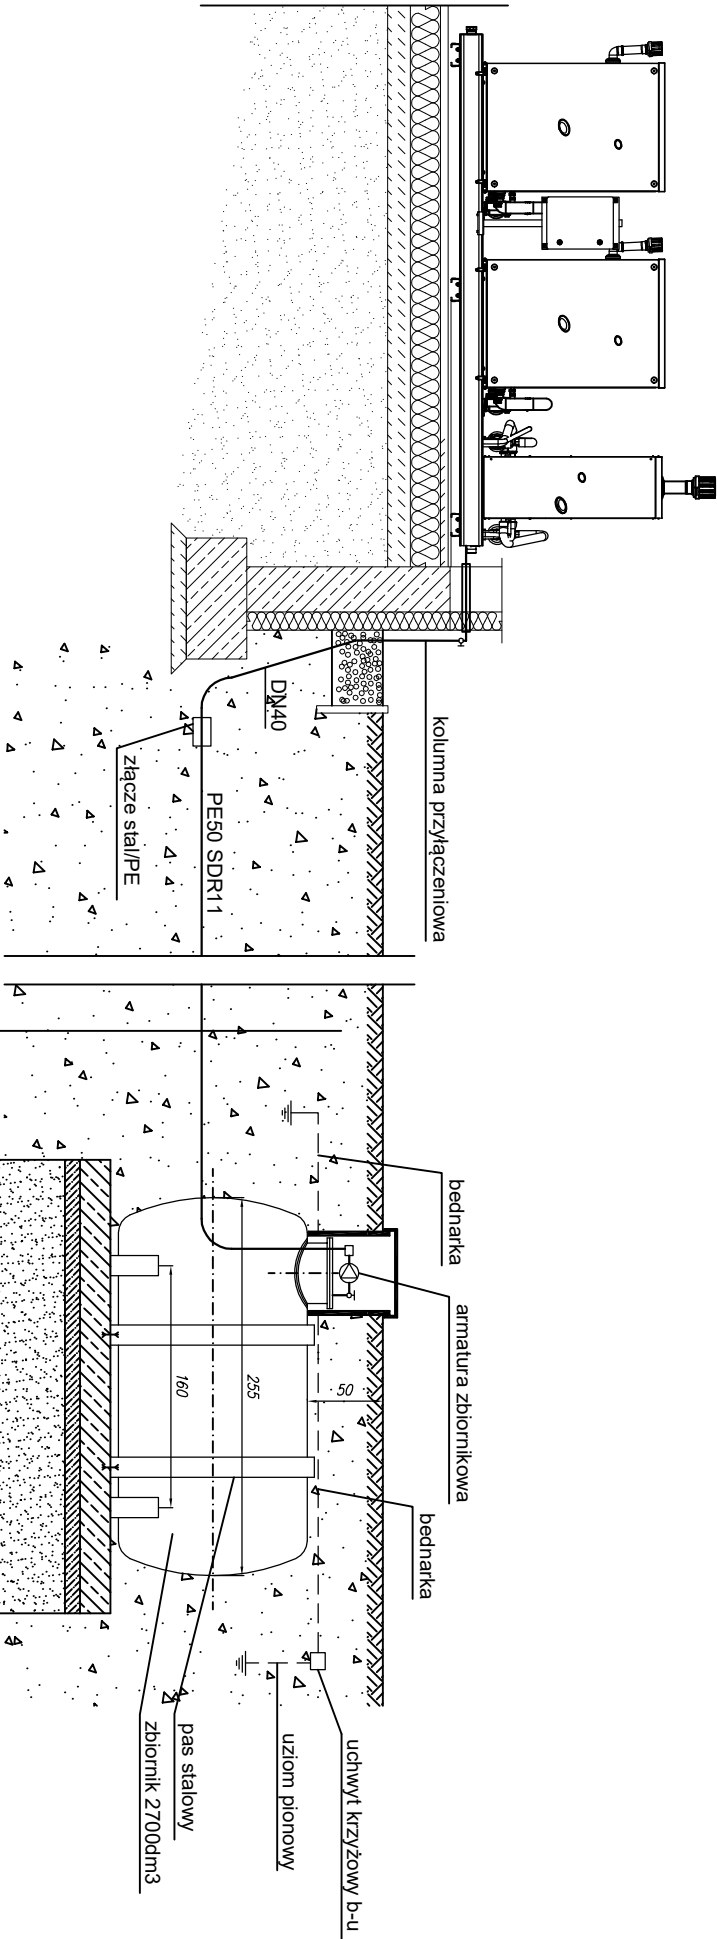 kolumna przyłączeniowa
DN40
złącze stal/PE
PE50 SDR11
bednarka
armatura zbiornikowa
bednarka
50
255
160
uchwyt krzyżowy b-u
uziom pionowy
pas stalowy
zbiornik 2700dm3